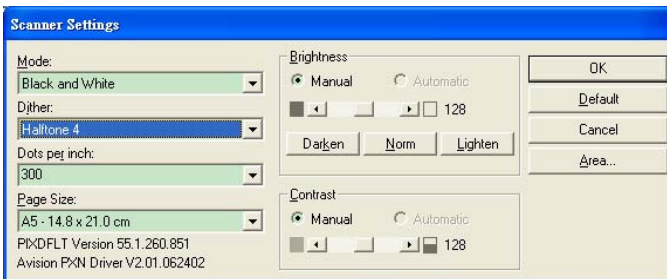 Scanner Settings
Mode:
Black and White
Dither:
Halftone 4
Dots per inch:
300
Page Size:
A5 - 14.8 x 21.0 cm
PIXDFLT Version 55.1.260.851
Avision PXN Driver V2.01.062402
Brightness
Manual
Automatic
128
Darken
Norm
Lighten
Contrast
Manual
Automatic
128
OK
Default
Cancel
Area...